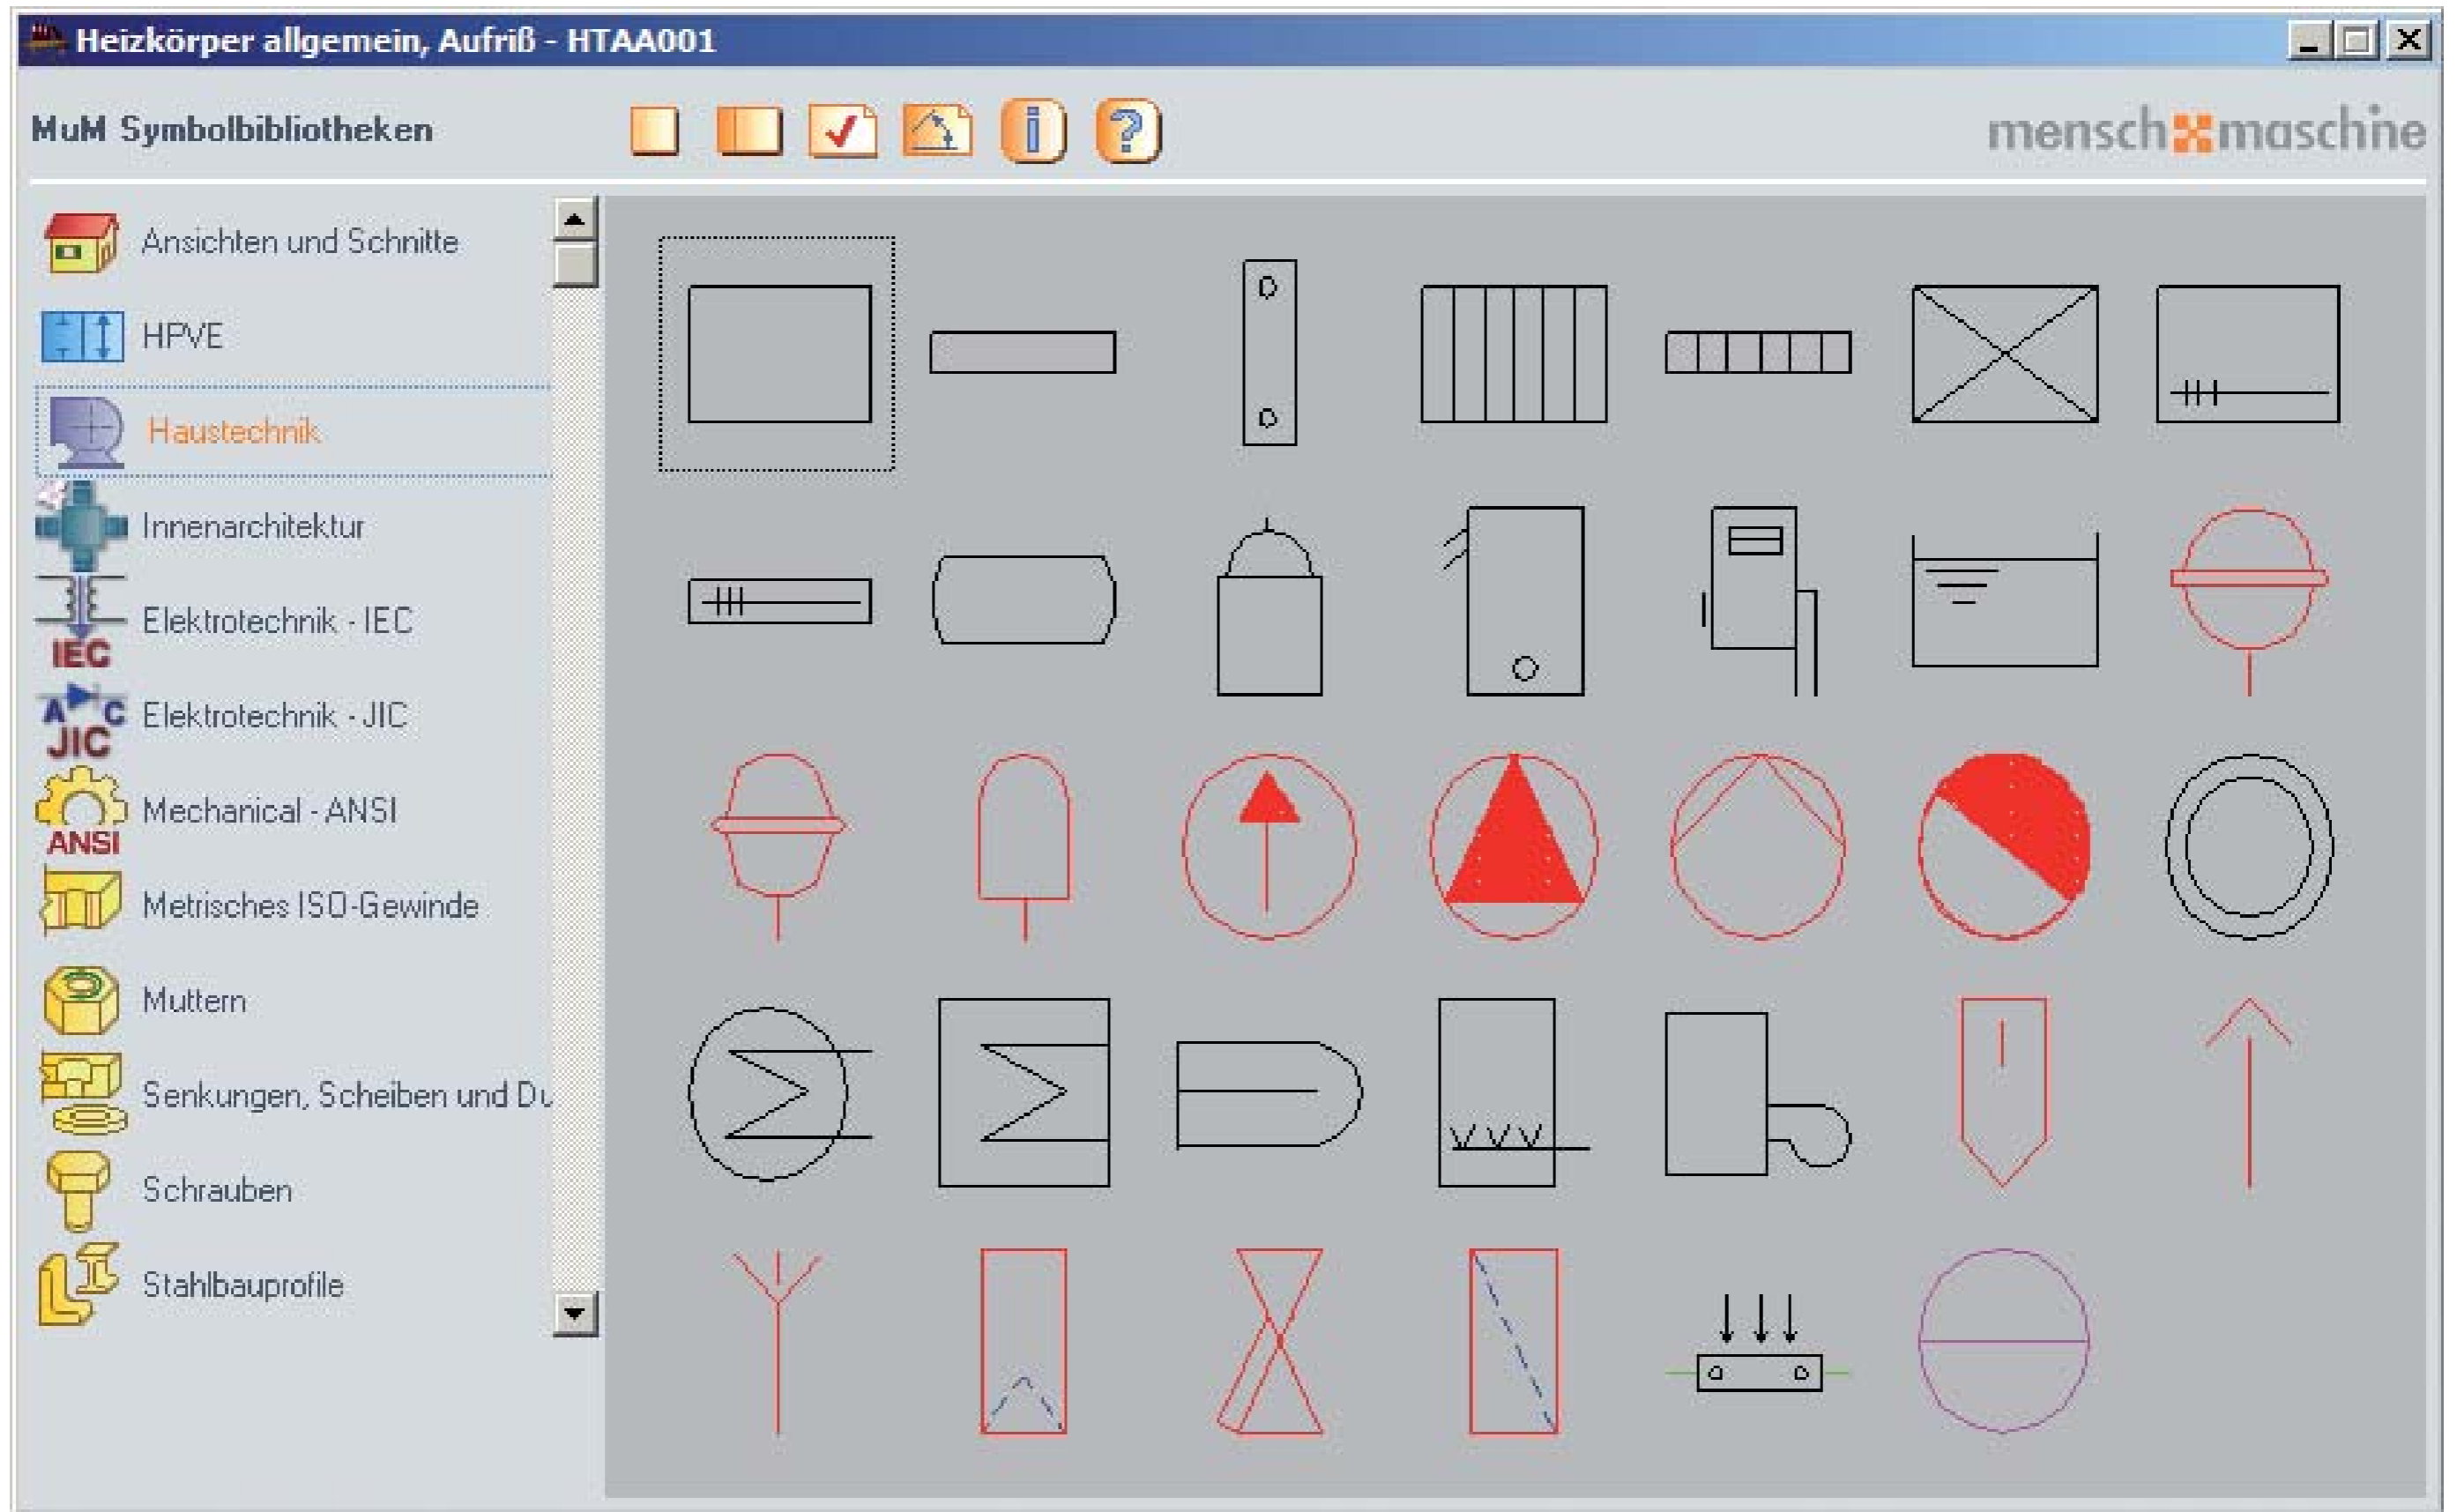 Heizkörper allgemein, Aufriß - HTAA001
MuM Symbolbibliotheken
mensch maschine
Ansichten und Schnitte
HPVE
Haustechnik
Innenarchitektur
IEC
Elektrotechnik - IEC
A C
JIC
Elektrotechnik - JIC
ANSI
Mechanical - ANSI
Metrisches ISO-Gewinde
Muttern
Senkungen, Scheiben und Du
Schrauben
Stahlbauprofile